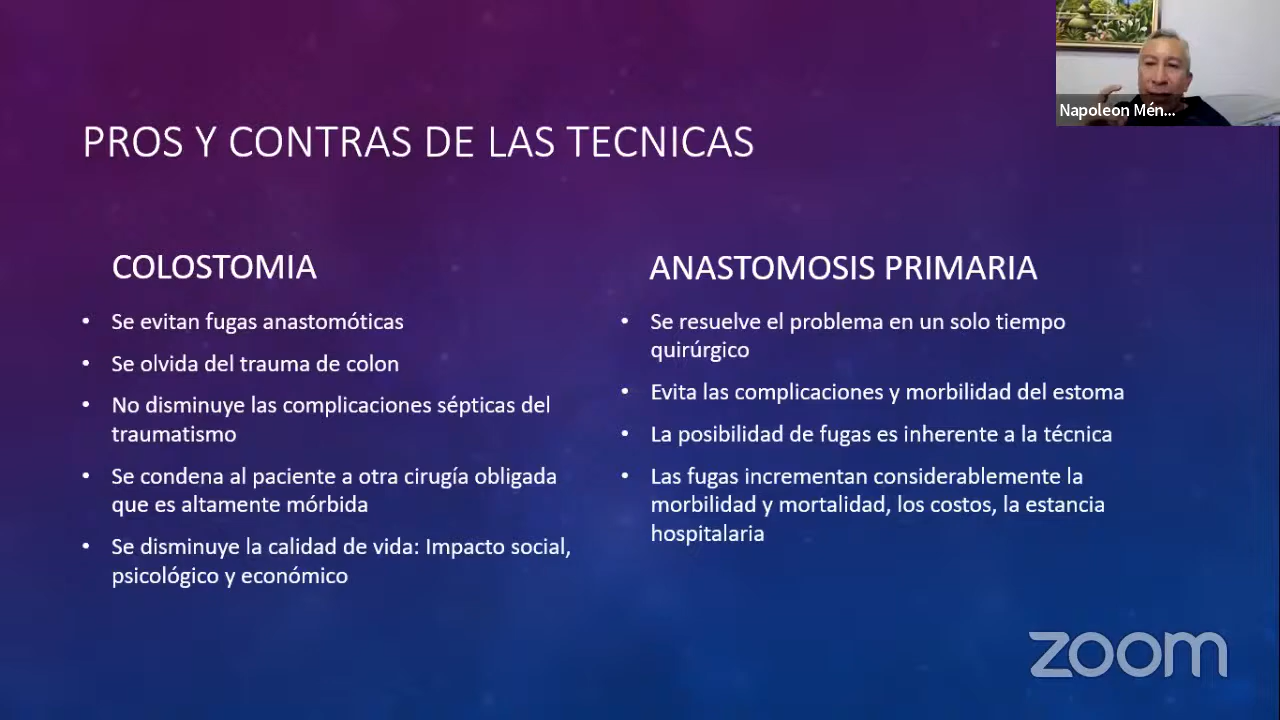 Napoleon Mén...
PROS Y CONTRAS DE LAS TECNICAS
COLOSTOMIA
• Se evitan fugas anastomóticas
• Se olvida del trauma de colon
• No disminuye las complicaciones sépticas del
traumatismo
• Se condena al paciente a otra cirugía obligada
que es altamente mórbida
• Se disminuye la calidad de vida: Impacto social,
psicológico y económico
ANASTOMOSIS PRIMARIA
• Se resuelve el problema en un solo tiempo
quirúrgico
• Evita las complicaciones y morbilidad del estoma
• La posibilidad de fugas es inherente a la técnica
• Las fugas incrementan considerablemente la
morbilidad y mortalidad, los costos, la estancia
hospitalaria
zoom